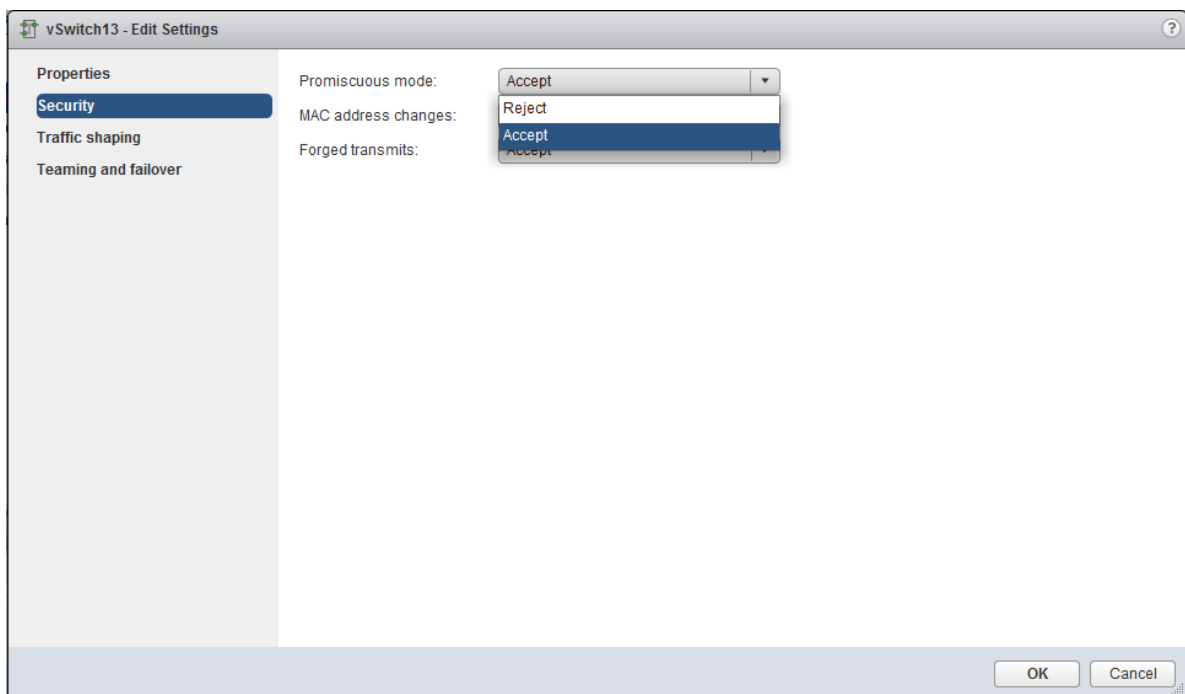 vSwitch13 - Edit Settings ?
Properties
Security
Traffic shaping
Teaming and failover
Promiscuous mode: Accept
Reject
MAC address changes:
Accept
Forged transmits: Accept
OK Cancel